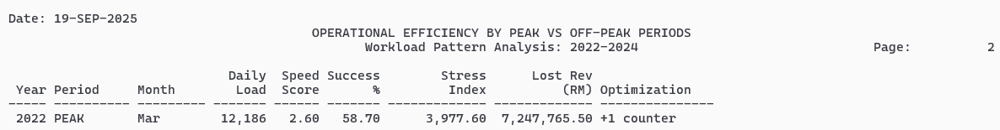 Date: 19-SEP-2025
OPERATIONAL EFFICIENCY BY PEAK VS OFF-PEAK PERIODS
Workload Pattern Analysis: 2022-2024 Page: 2
Daily Speed Success Stress Lost Rev
Year Period Month Load Score % Index (RM) Optimization
----- ---------- --------- ------- ------ ------- ------------- ------------- ---------------
2022 PEAK Mar 12,186 2.60 58.70 3,977.60 7,247,765.50 +1 counter